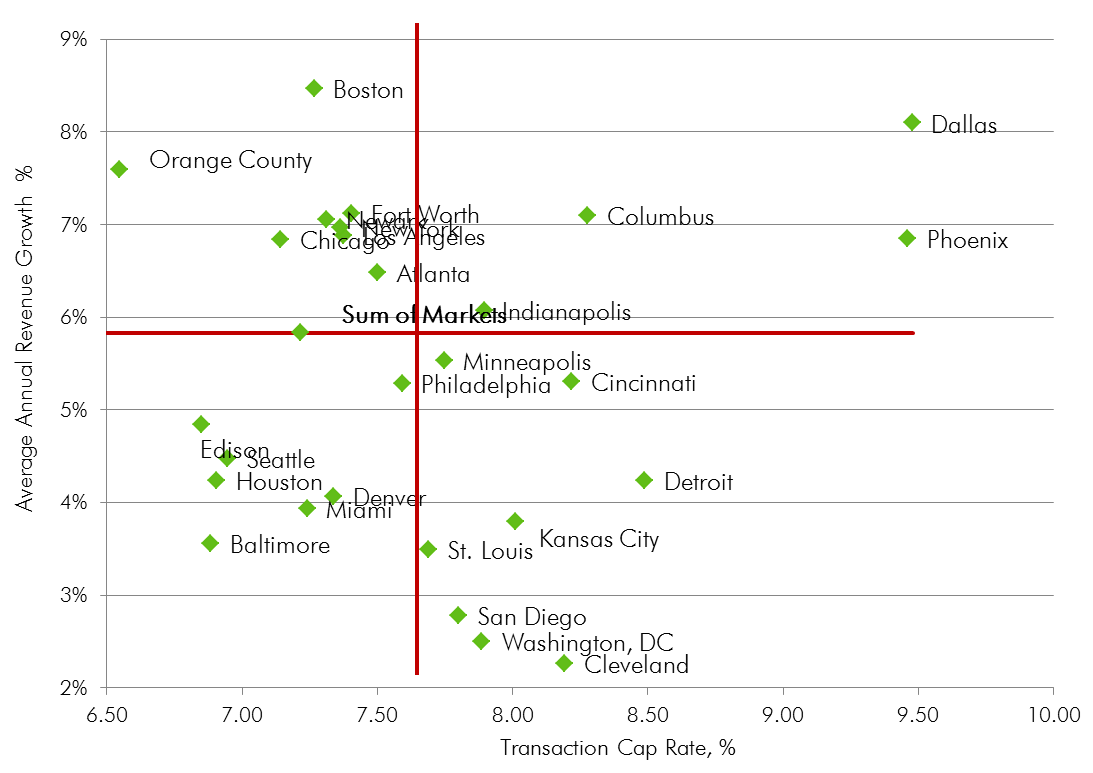 9%
Boston
8%
Dallas
Orange County
7%
Fort Worth
Newark
New York
Los Angeles
Chicago
Columbus
Phoenix
Atlanta
6%
Sum of Markets
Indianapolis
Minneapolis
Philadelphia
Cincinnati
5%
Edison
Seattle
Houston
Detroit
4%
Denver
Miami
Kansas City
Baltimore
St. Louis
3%
San Diego
Washington, DC
Cleveland
2%
6.50 7.00 7.50 8.00 8.50 9.00 9.50 10.00
Transaction Cap Rate, %
Average Annual Revenue Growth %